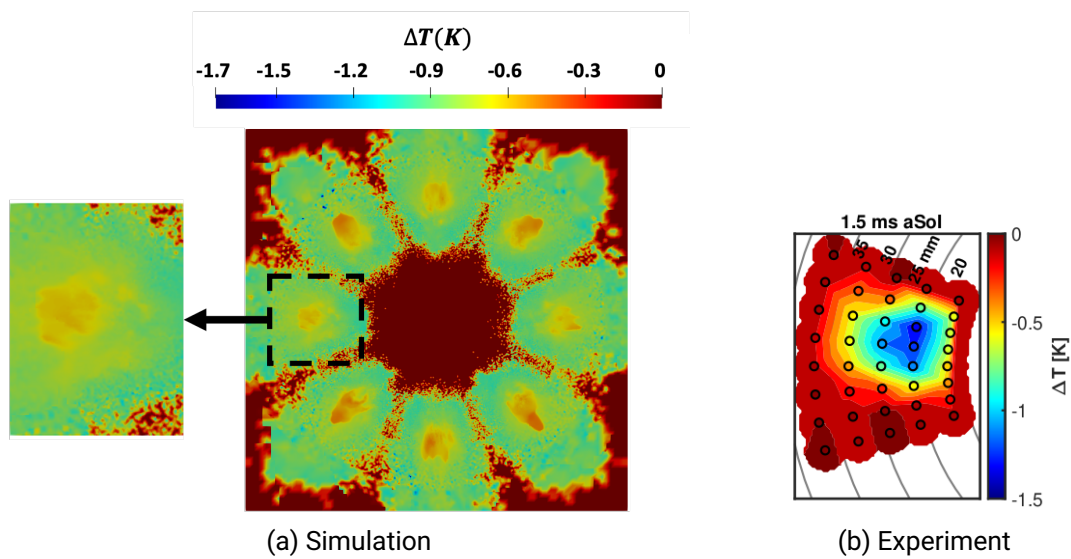 ΔT(K)
-1.7 -1.5 -1.2 -0.9 -0.6 -0.3 0
1.5 ms aSol
35 30 25 mm 20
0
-0.5
-1
-1.5
ΔT [K]
(a) Simulation
(b) Experiment